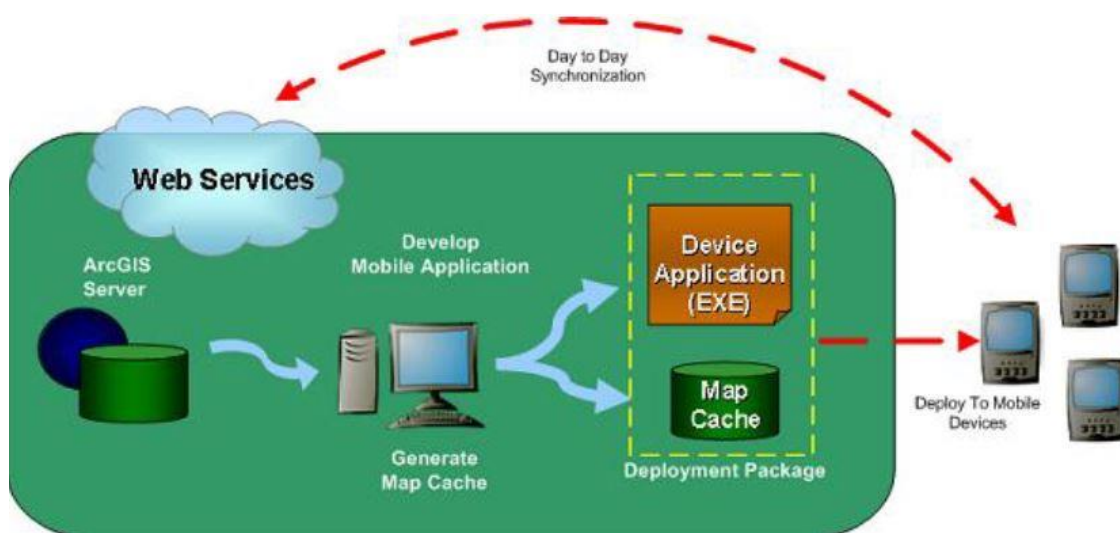 Day to Day
Synchronization
Web Services
ArcGIS
Server
Develop
Mobile Application
Generate
Map Cache
Device
Application
(EXE)
Map
Cache
Deployment Package
Deploy To Mobile
Devices